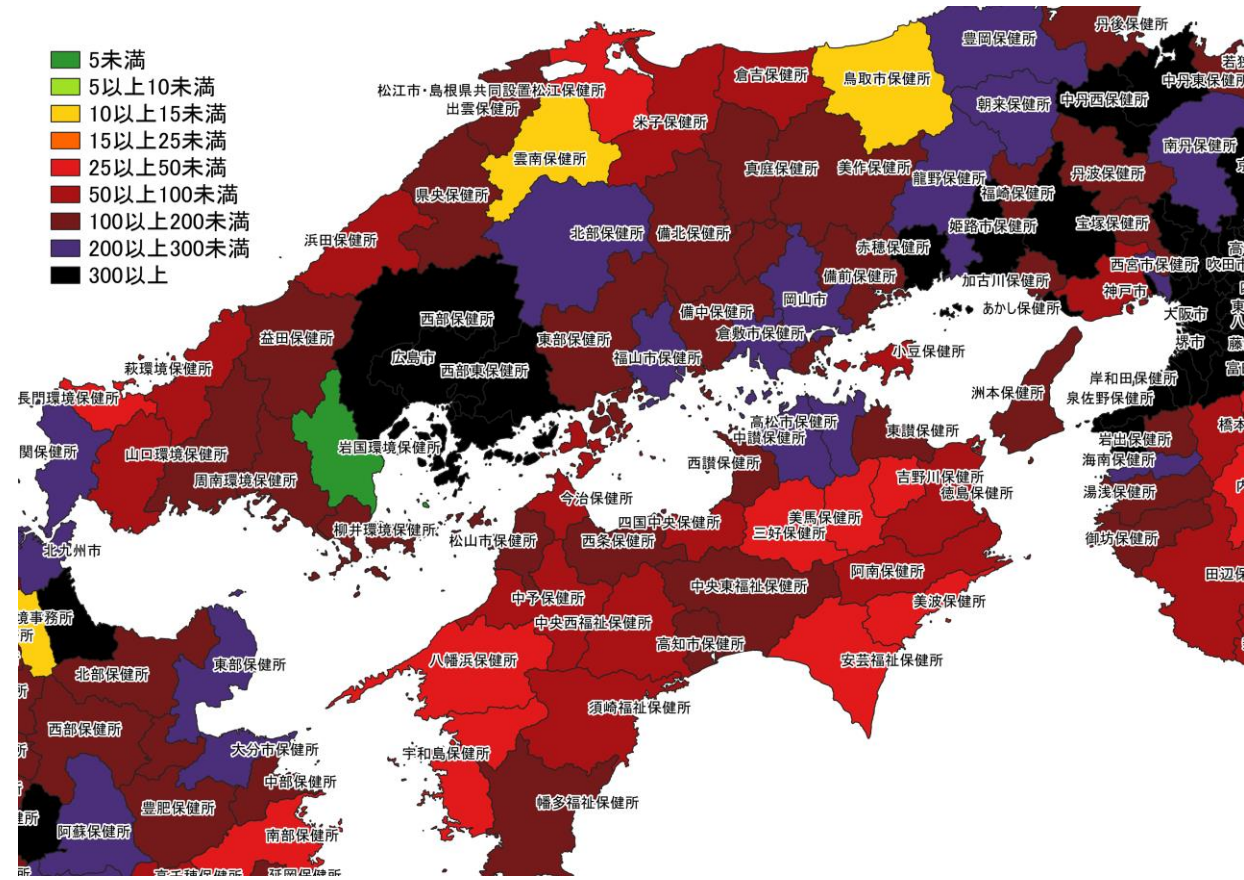 5未満
5以上10未満
10以上15未満
15以上25未満
25以上50未満
50以上100未満
100以上200未満
200以上300未満
300以上
丹後保健所
豊岡保健所
倉吉保健所
鳥取市保健所
中丹東保健所
松江市・島根県共同設置松江保健所
中丹西保健所
出雲保健所
朝来保健所
米子保健所
南丹保健所
雲南保健所
真庭保健所
美作保健所
龍野保健所
丹波保健所
県央保健所
福崎保健所
姫路市保健所
宝塚保健所
浜田保健所
北部保健所
備北保健所
赤穂保健所
西宮市保健所
吹田市
備前保健所
加古川保健所
神戸市
岡山市
あかし保健所
大阪市
西部保健所
備中保健所
倉敷市保健所
益田保健所
東部保健所
堺市
広島市
福山市保健所
小豆保健所
萩環境保健所
西部東保健所
岸和田保健所
洲本保健所
長門環境保健所
泉佐野保健所
高松市保健所
東讃保健所
中讃保健所
岩出保健所
関保健所
山口環境保健所
岩国環境保健所
西讃保健所
海南保健所
周南環境保健所
吉野川保健所
徳島保健所
湯浅保健所
今治保健所
美馬保健所
四国中央保健所
柳井環境保健所
三好保健所
松山市保健所
西条保健所
御坊保健所
北九州市
阿南保健所
田辺保
中央東福祉保健所
中予保健所
美波保健所
境事務所
中央西福祉保健所
高知市保健所
八幡浜保健所
安芸福祉保健所
東部保健所
北部保健所
須崎福祉保健所
西部保健所
大分市保健所
宇和島保健所
中部保健所
豊肥保健所
幡多福祉保健所
阿蘇保健所
南部保健所
高千穂保健所
延岡保健所